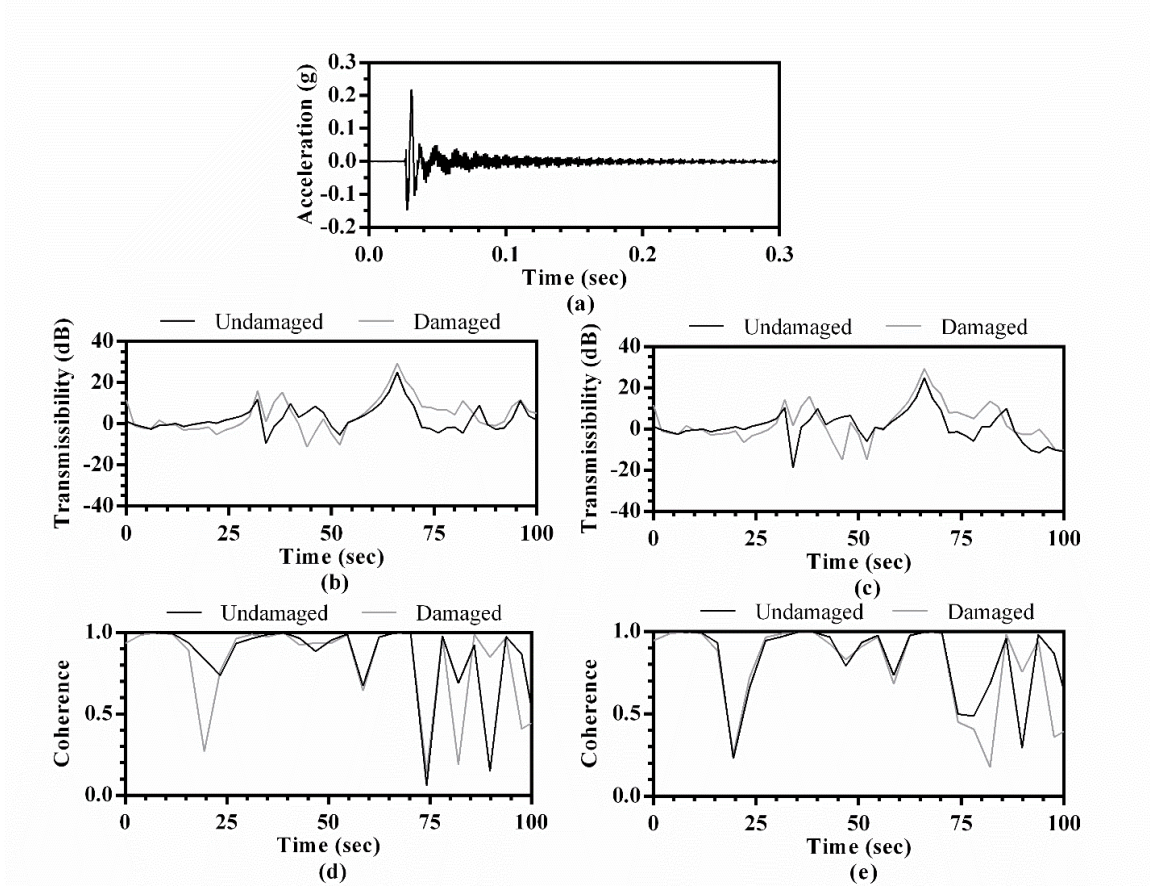 0.3
0.2
0.1
0.0
-0.1
-0.2
Acceleration (g)
0.0 0.1 0.2 0.3
Time (sec)
(a)
Undamaged Damaged
40
20
0
-20
-40
Transmissibility (dB)
0 25 50 75 100
Time (sec)
(b)
Undamaged Damaged
40
20
0
-20
-40
Transmissibility (dB)
0 25 50 75 100
Time (sec)
(c)
Undamaged Damaged
1.0
0.5
0.0
Coherence
0 25 50 75 100
Time (sec)
(d)
Undamaged Damaged
1.0
0.5
0.0
Coherence
0 25 50 75 100
Time (sec)
(e)